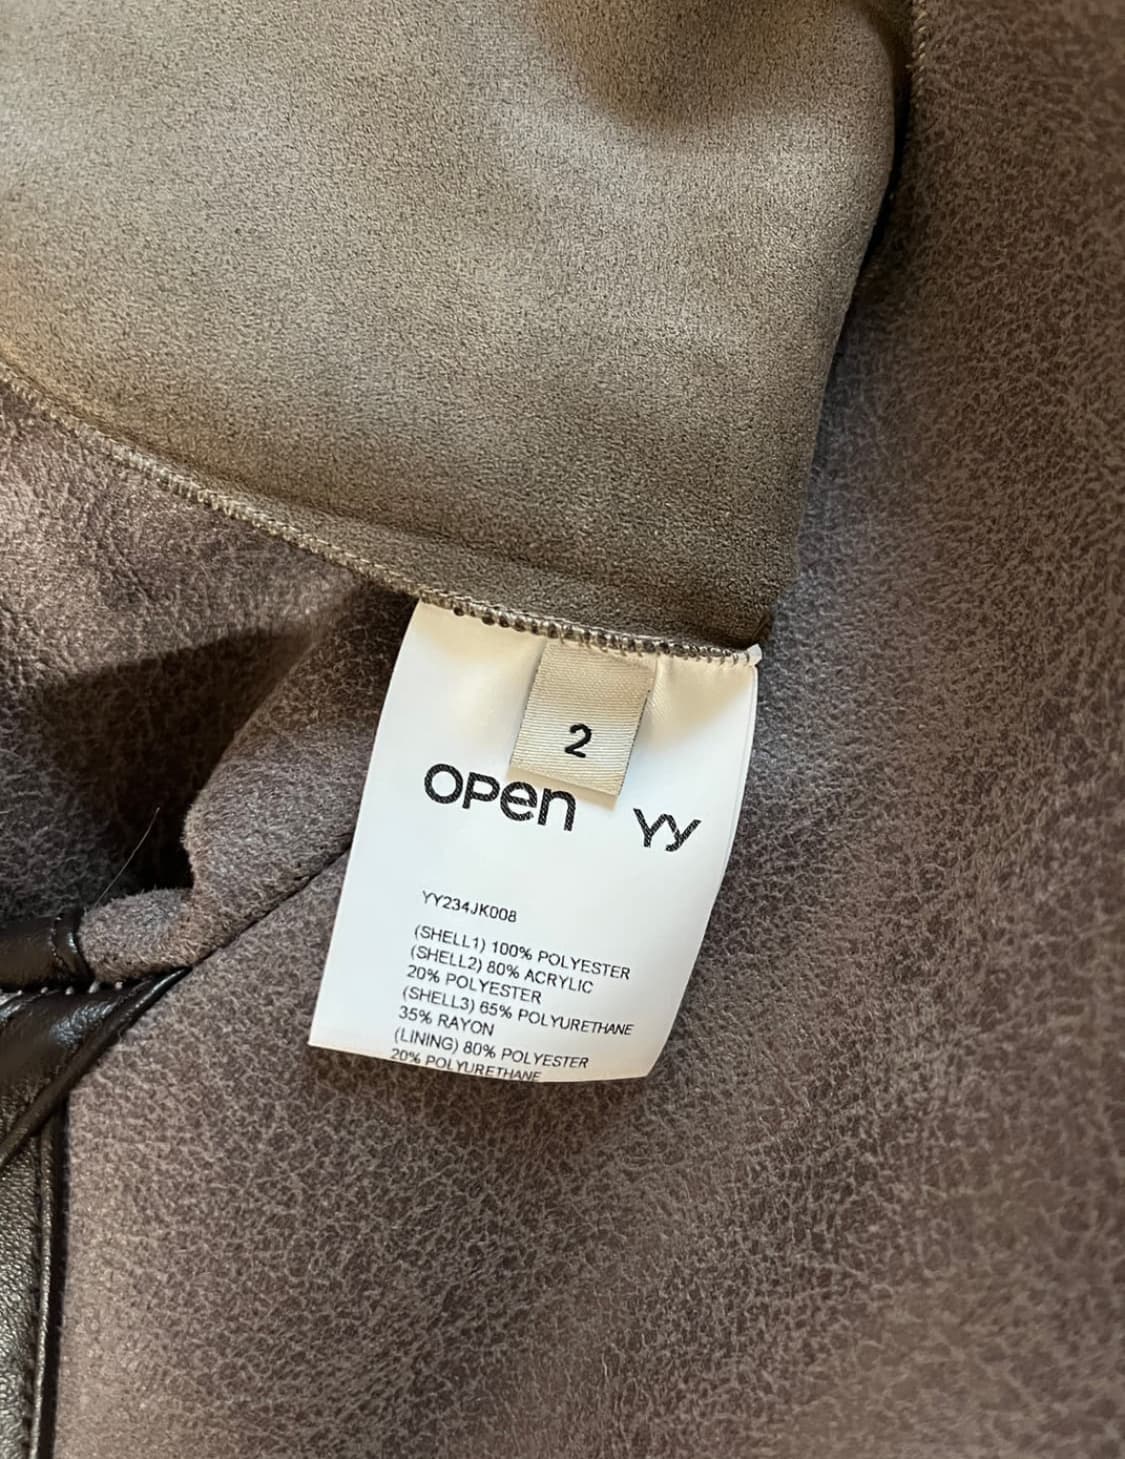 2
OPen YY
YY234JK008
(SHELL1) 100% POLYESTER
(SHELL2) 80% ACRYLIC
20% POLYESTER
(SHELL3) 65% POLYURETHANE
35% RAYON
(LINING) 80% POLYESTER
20% POLYURETHANE